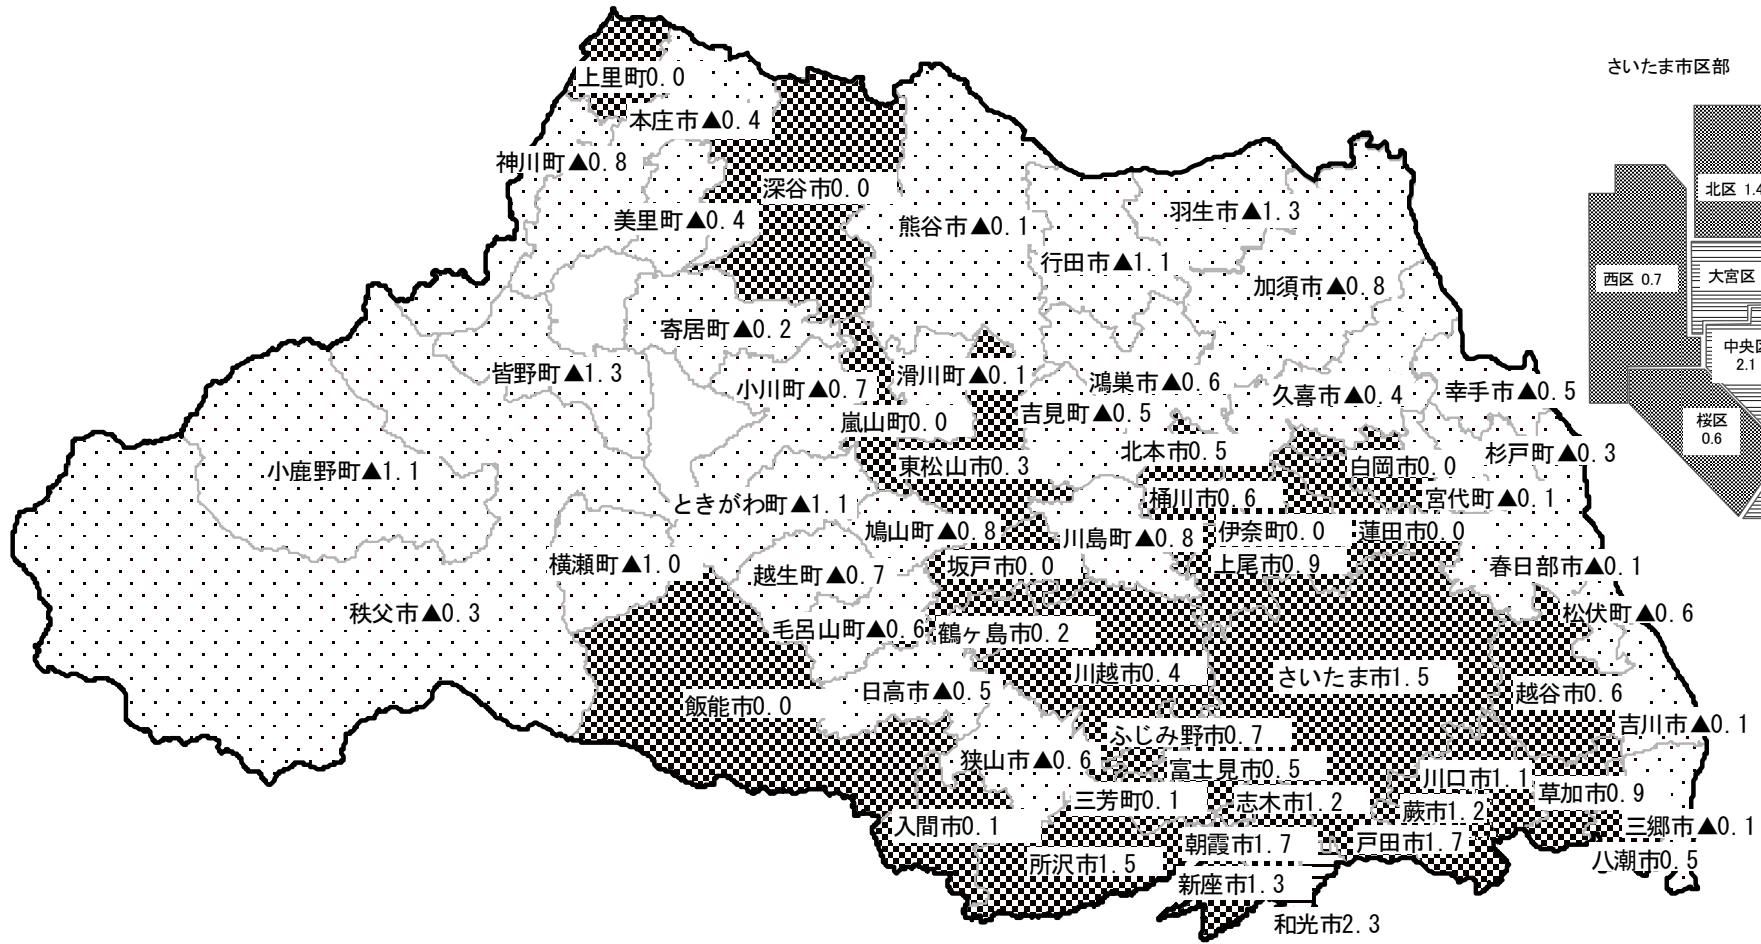 さいたま市区部
上里町0.0
本庄市▲0.4
神川町▲0.8
深谷市0.0
美里町▲0.4
熊谷市▲0.1
羽生市▲1.3
行田市▲1.1
加須市▲0.8
寄居町▲0.2
皆野町▲1.3
小川町▲0.7
滑川町▲0.1
鴻巣市▲0.6
久喜市▲0.4
幸手市▲0.5
嵐山町0.0
吉見町▲0.5
小鹿野町▲1.1
東松山市0.3
北本市0.5
白岡市0.0
杉戸町▲0.3
ときがわ町▲1.1
桶川市0.6
宮代町▲0.1
鳩山町▲0.8
川島町▲0.8
伊奈町0.0
蓮田市0.0
横瀬町▲1.0
越生町▲0.7
坂戸市0.0
上尾市0.9
春日部市▲0.1
秩父市▲0.3
毛呂山町▲0.6
鶴ヶ島市0.2
松伏町▲0.6
飯能市0.0
日高市▲0.5
川越市0.4
さいたま市1.5
越谷市0.6
吉川市▲0.1
狭山市▲0.6
ふじみ野市0.7
富士見市0.5
川口市1.1
草加市0.9
三芳町0.1
志木市1.2
蕨市1.2
三郷市▲0.1
入間市0.1
朝霞市1.7
戸田市1.7
八潮市0.5
所沢市1.5
新座市1.3
和光市2.3
北区 1.4
西区 0.7
大宮区
中央区
2.1
桜区
0.6